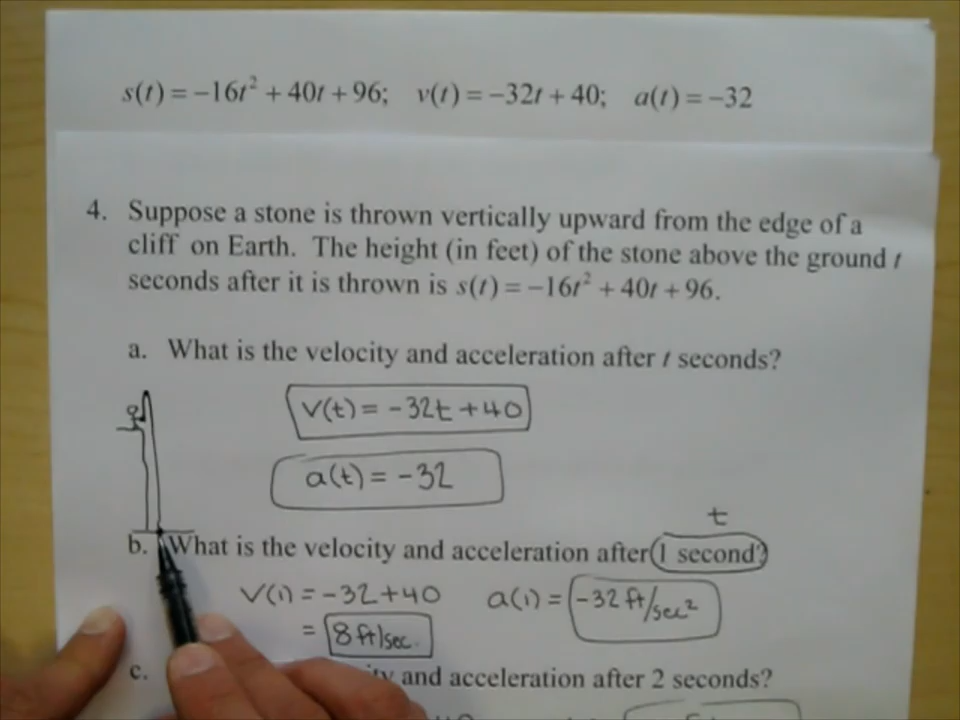 s(t) = −16t² + 40t + 96;   v(t) = −32t + 40;   a(t) = −32
4. Suppose a stone is thrown vertically upward from the edge of a
cliff on Earth. The height (in feet) of the stone above the ground t
seconds after it is thrown is s(t) = −16t² + 40t + 96.
a. What is the velocity and acceleration after t seconds?
v(t) = -32t + 40
a(t) = -32
t
b. What is the velocity and acceleration after 1 second?
v(1) = -32 + 40   a(1) = -32 ft/sec²
= 8 ft/sec.
c. and acceleration after 2 seconds?